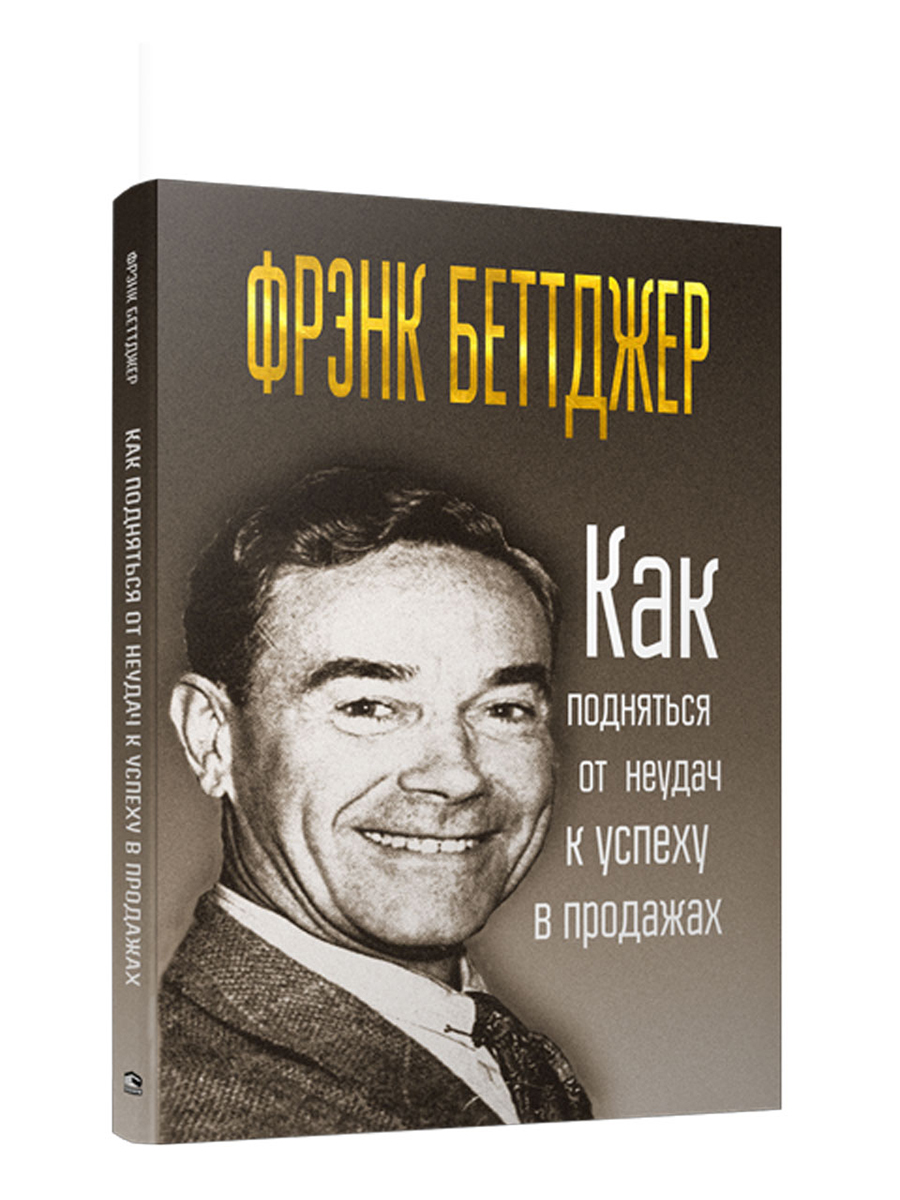 ФРЭНК БЕТТДЖЕР
Как
подняться
от неудач
к успеху
в продажах
ФРЭНК БЕТТДЖЕР КАК ПОДНЯТЬСЯ ОТ НЕУДАЧ К УСПЕХУ В ПРОДАЖАХ